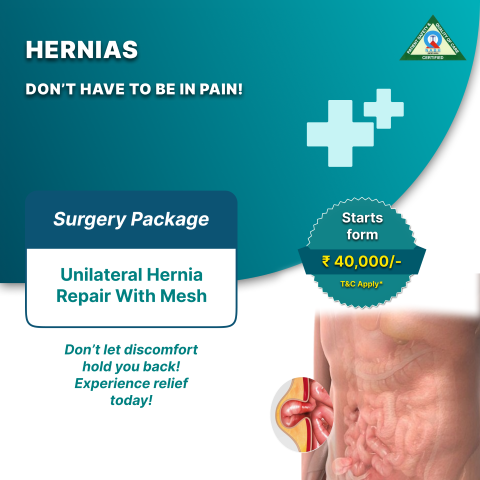 HERNIAS
DON'T HAVE TO BE IN PAIN!
CERTIFIED
Surgery Package
Unilateral Hernia
Repair With Mesh
Starts
form
₹ 40,000/-
T&C Apply*
Don't let discomfort
hold you back!
Experience relief
today!